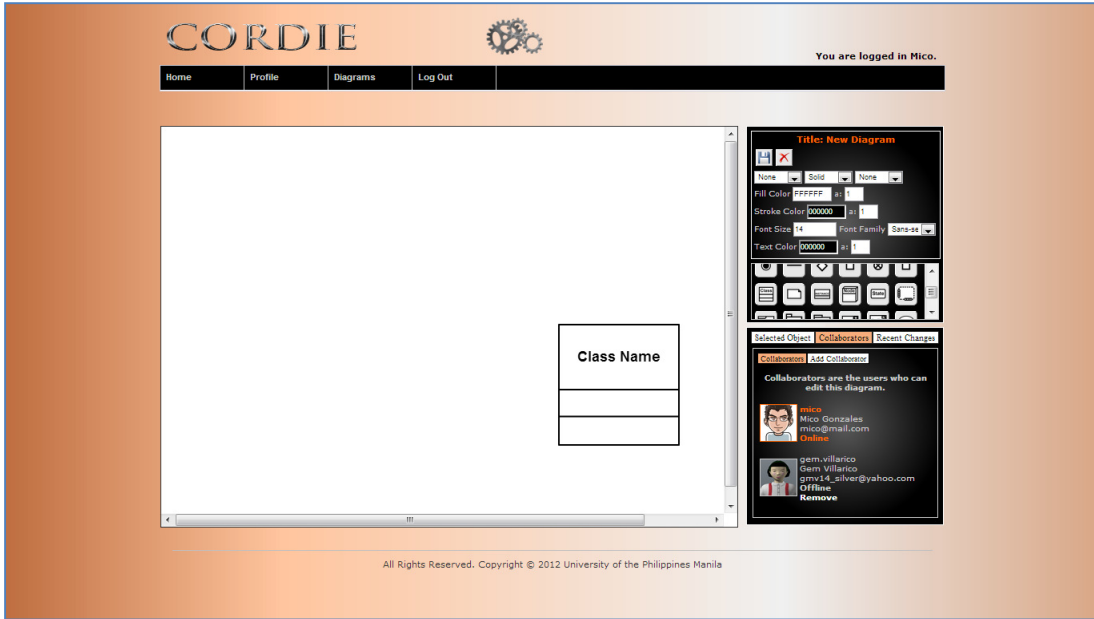 CORDIE
You are logged in Mico.
Home Profile Diagrams Log Out
Title: New Diagram
None Solid None
Fill Color FFFFFF a: 1
Stroke Color 000000 a: 1
Font Size 14 Font Family Sans-se
Text Color 000000 a: 1
Class
State
Class Name
Selected Object Collaborators Recent Changes
Collaborators Add Collaborator
Collaborators are the users who can
edit this diagram.
mico
Mico Gonzales
mico@mail.com
Online
gem.villarico
Gem Villarico
gmv14_silver@yahoo.com
Offline
Remove
All Rights Reserved. Copyright © 2012 University of the Philippines Manila